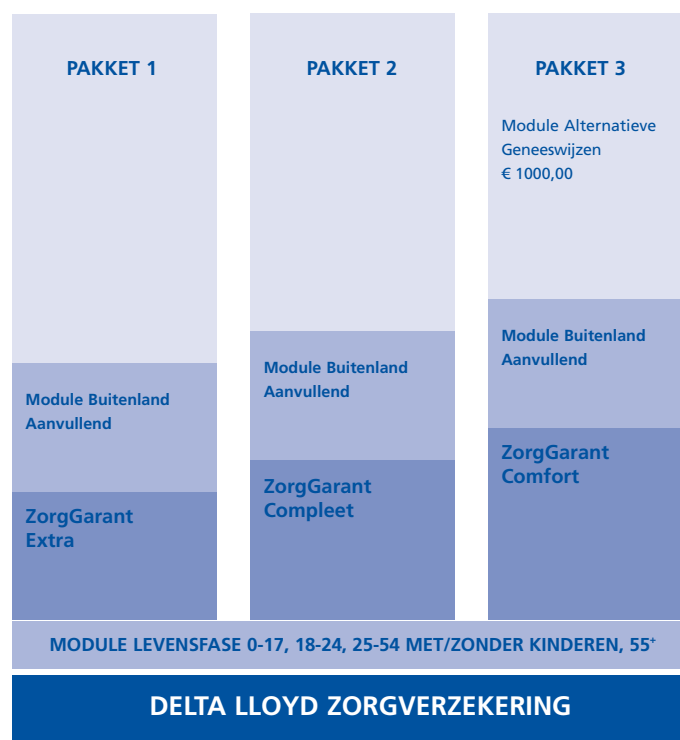 PAKKET 1
Module Buitenland
Aanvullend
ZorgGarant
Extra
PAKKET 2
Module Buitenland
Aanvullend
ZorgGarant
Compleet
PAKKET 3
Module Alternatieve
Geneeswijzen
€ 1000,00
Module Buitenland
Aanvullend
ZorgGarant
Comfort
MODULE LEVENSFASE 0-17, 18-24, 25-54 MET/ZONDER KINDEREN, 55⁺
DELTA LLOYD ZORGVERZEKERING